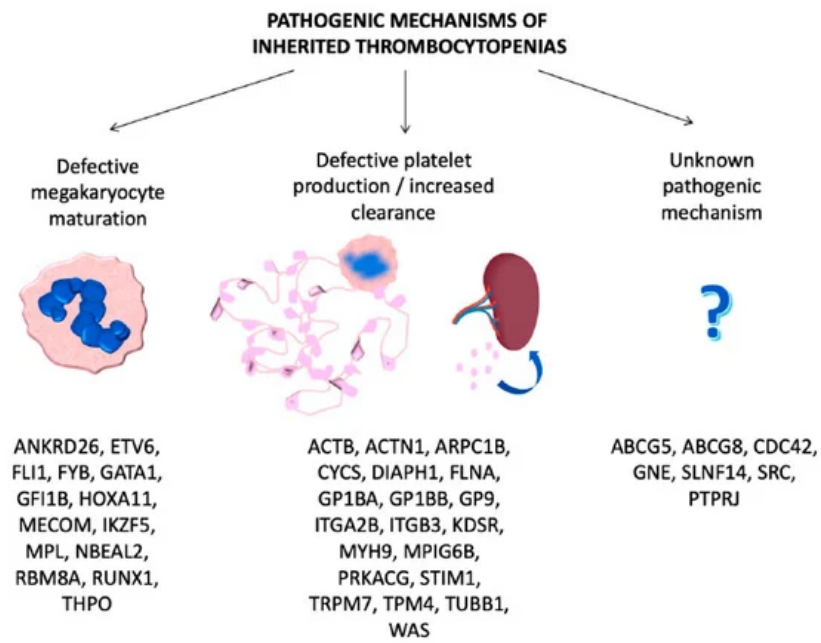 PATHOGENIC MECHANISMS OF
INHERITED THROMBOCYTOPENIAS
Defective
megakaryocyte
maturation
Defective platelet
production / increased
clearance
Unknown
pathogenic
mechanism
?
ANKRD26, ETV6,
FLI1, FYB, GATA1,
GFI1B, HOXA11,
MECOM, IKZF5,
MPL, NBEAL2,
RBM8A, RUNX1,
THPO
ACTB, ACTN1, ARPC1B,
CYCS, DIAPH1, FLNA,
GP1BA, GP1BB, GP9,
ITGA2B, ITGB3, KDSR,
MYH9, MPIG6B,
PRKACG, STIM1,
TRPM7, TPM4, TUBB1,
WAS
ABCG5, ABCG8, CDC42,
GNE, SLNF14, SRC,
PTPRJ